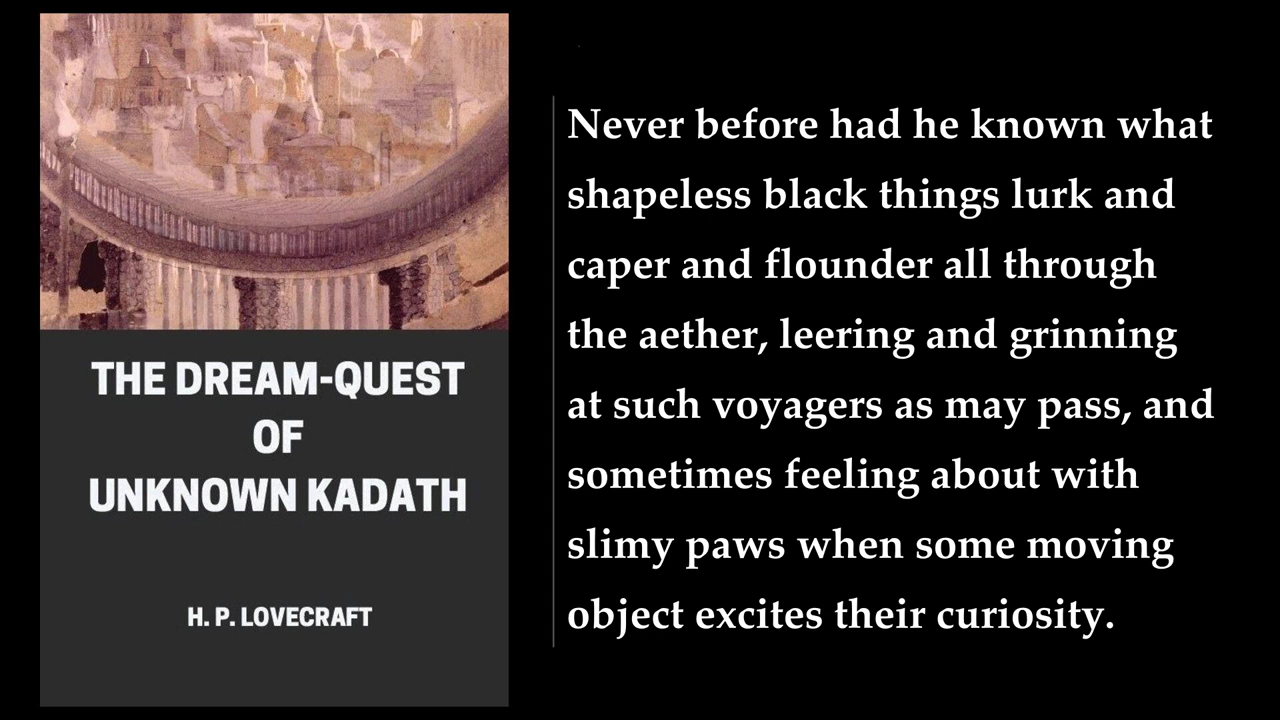 THE DREAM-QUEST
OF
UNKNOWN KADATH
H. P. LOVECRAFT
Never before had he known what
shapeless black things lurk and
caper and flounder all through
the aether, leering and grinning
at such voyagers as may pass, and
sometimes feeling about with
slimy paws when some moving
object excites their curiosity.